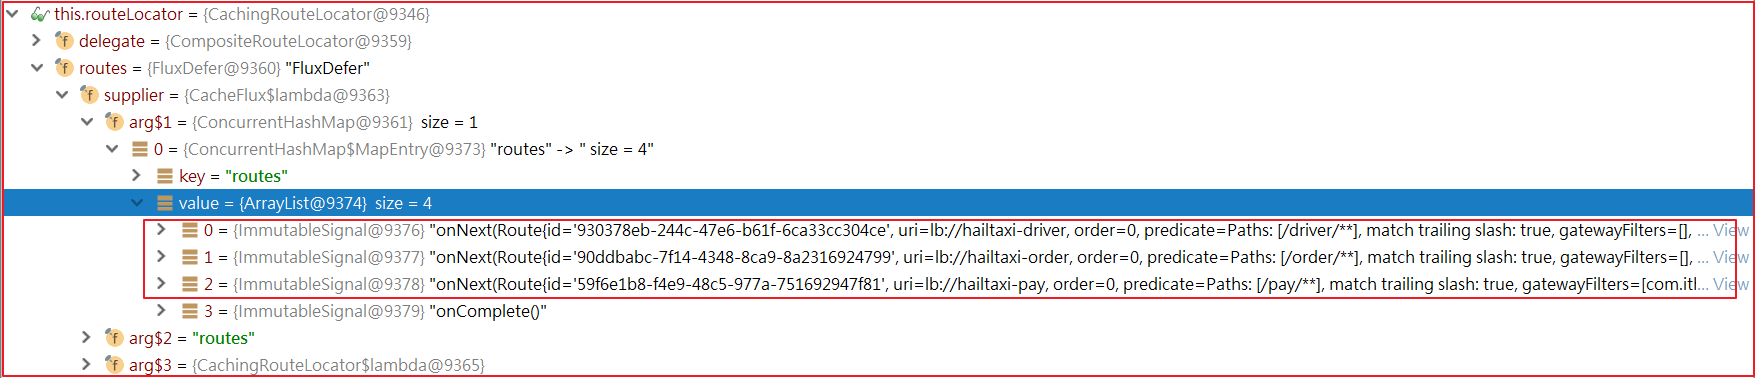 this.routeLocator = {CachingRouteLocator@9346}
f delegate = {CompositeRouteLocator@9359}
f routes = {FluxDefer@9360} "FluxDefer"
f supplier = {CacheFlux$lambda@9363}
f arg$1 = {ConcurrentHashMap@9361} size = 1
0 = {ConcurrentHashMap$MapEntry@9373} "routes" -> " size = 4"
key = "routes"
value = {ArrayList@9374} size = 4
0 = {ImmutableSignal@9376} "onNext(Route{id='930378eb-244c-47e6-b61f-6ca33cc304ce', uri=lb://hailtaxi-driver, order=0, predicate=Paths: [/driver/**], match trailing slash: true, gatewayFilters=[], ... View
1 = {ImmutableSignal@9377} "onNext(Route{id='90ddbabc-7f14-4348-8ca9-8a2316924799', uri=lb://hailtaxi-order, order=0, predicate=Paths: [/order/**], match trailing slash: true, gatewayFilters=[], ... View
2 = {ImmutableSignal@9378} "onNext(Route{id='59f6e1b8-f4e9-48c5-977a-751692947f81', uri=lb://hailtaxi-pay, order=0, predicate=Paths: [/pay/**], match trailing slash: true, gatewayFilters=[com.itl... View
3 = {ImmutableSignal@9379} "onComplete()"
f arg$2 = "routes"
f arg$3 = {CachingRouteLocator$lambda@9365}